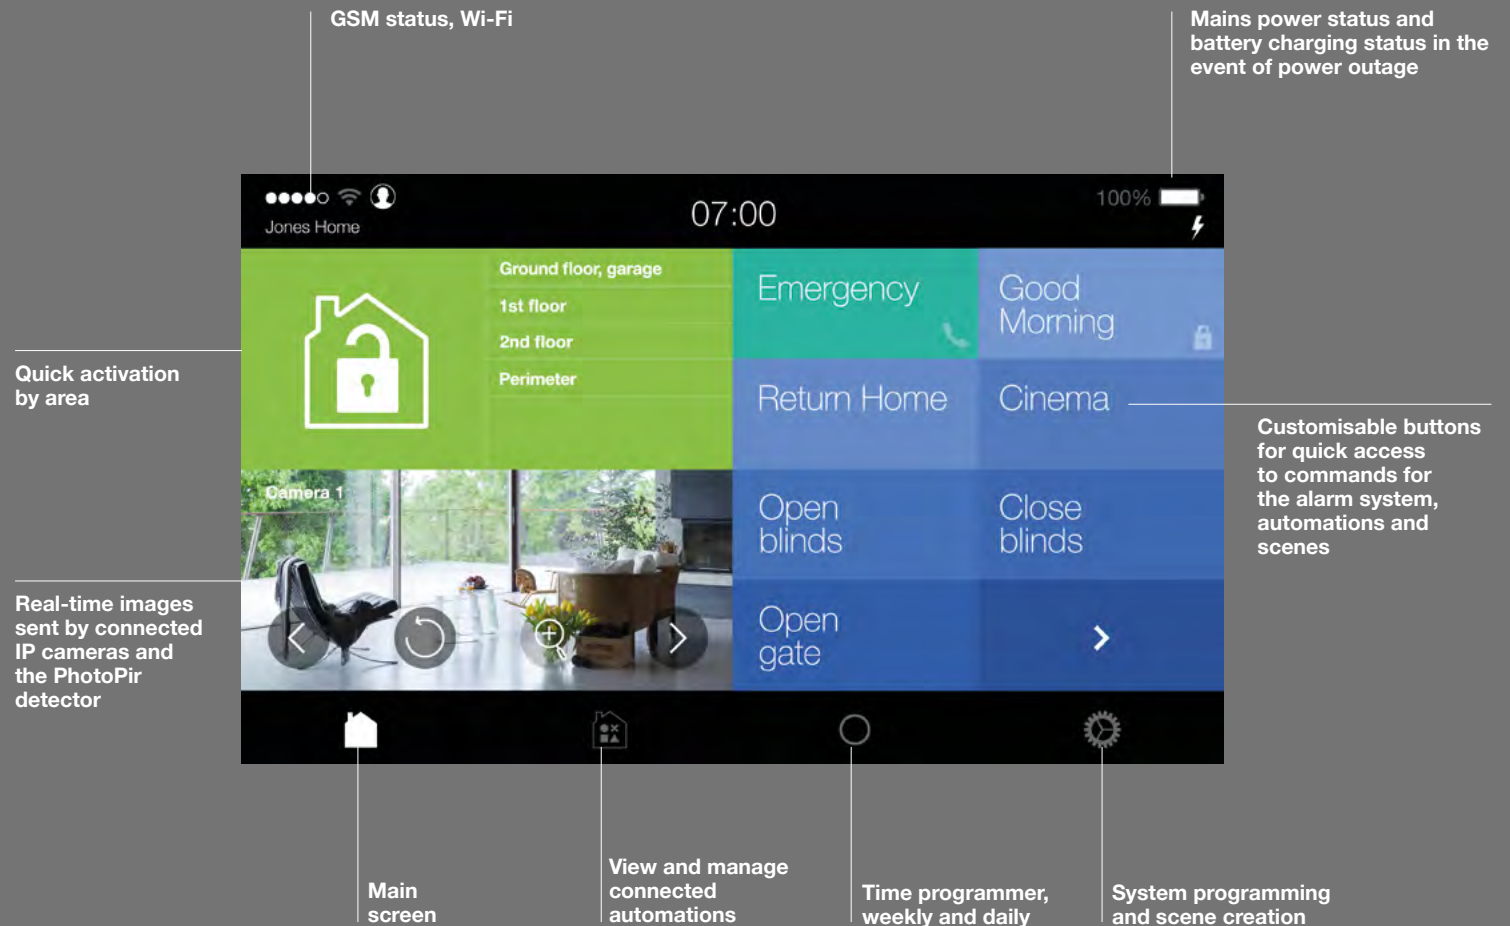 GSM status, Wi-Fi
Mains power status and
battery charging status in the
event of power outage
Jones Home
07:00
100%
Quick activation
by area
Ground floor, garage
1st floor
2nd floor
Perimeter
Emergency
Good
Morning
Return Home
Cinema
Customisable buttons
for quick access
to commands for
the alarm system,
automations and
scenes
Real-time images
sent by connected
IP cameras and
the PhotoPir
detector
Camera 1
Open
blinds
Close
blinds
Open
gate
Main
screen
View and manage
connected
automations
Time programmer,
weekly and daily
System programming
and scene creation